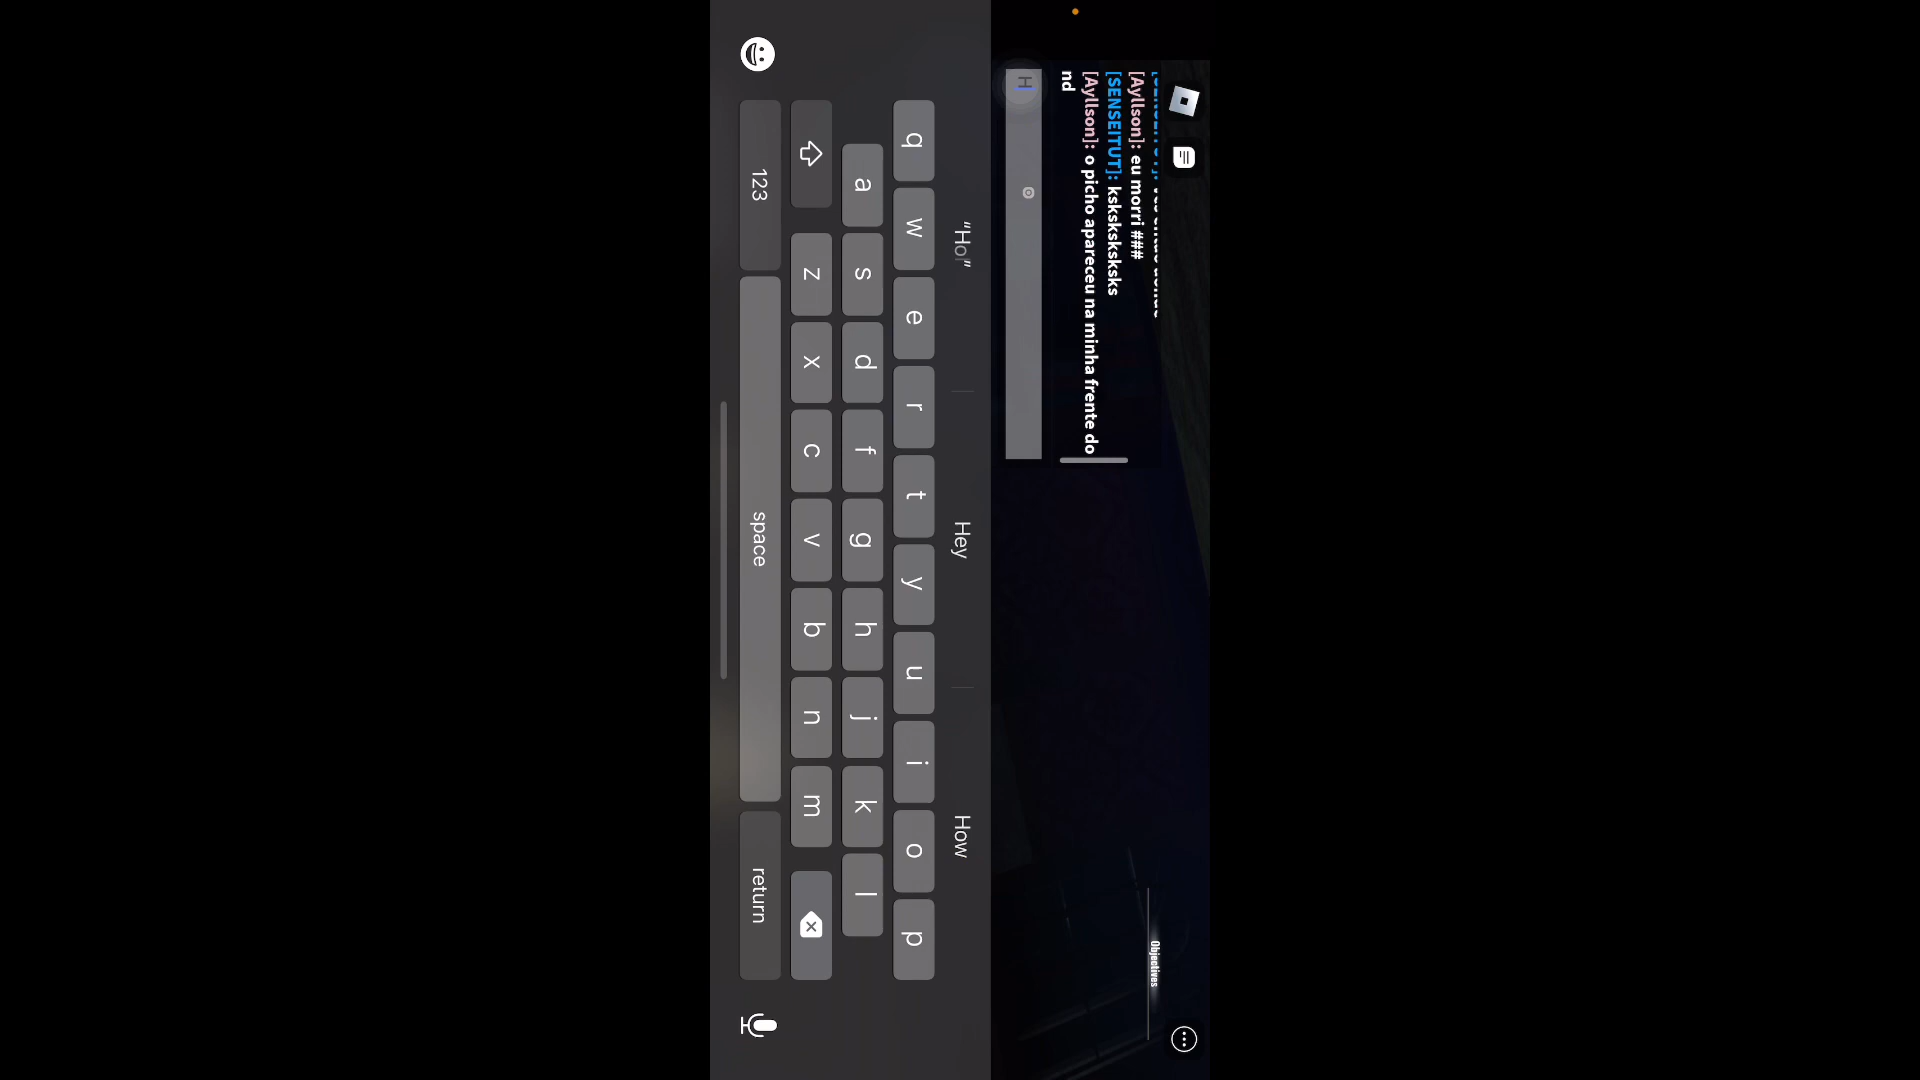 [Ayllson]: eu morri ###
[SENSEITUT]: ksksksksksks
[Ayllson]: o picho apareceu na minha frente do
nd
Objectives
H
"Ho"
Hey
How
q w e r t y u i o p
a s d f g h j k l
z x c v b n m
123
space
return